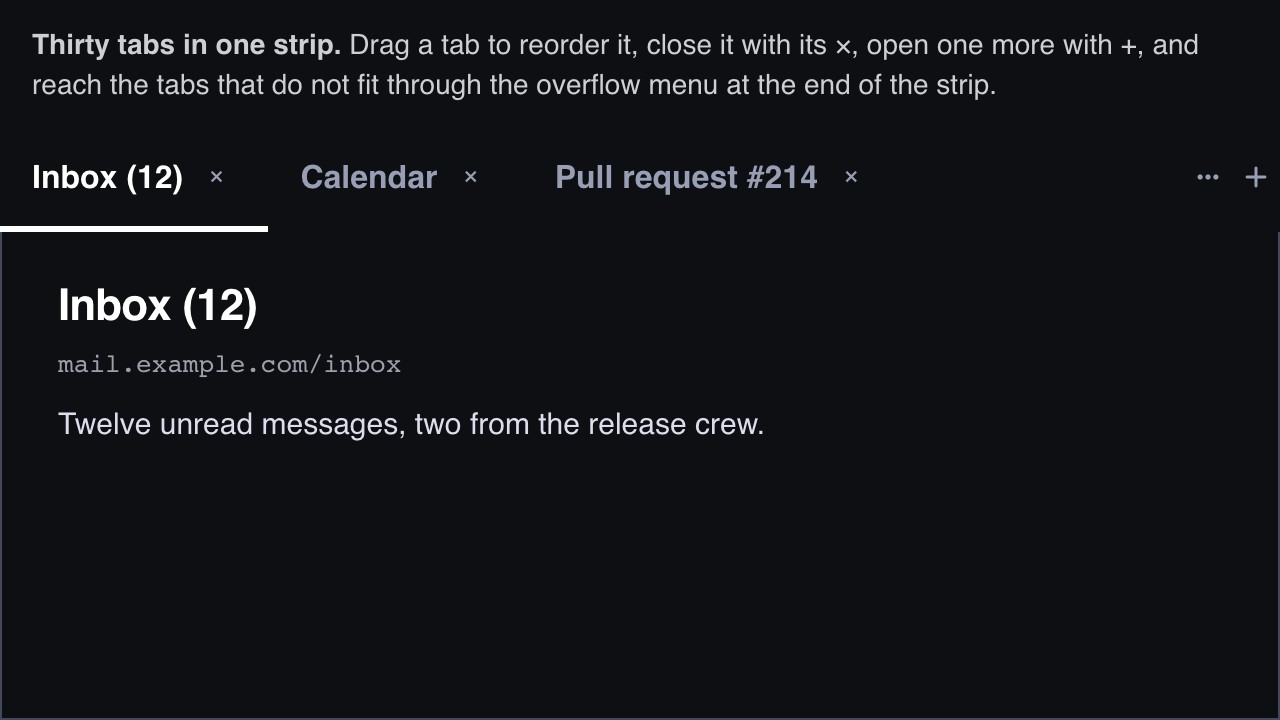 Thirty tabs in one strip. Drag a tab to reorder it, close it with its ×, open one more with +, and
reach the tabs that do not fit through the overflow menu at the end of the strip.
Inbox (12) × Calendar × Pull request #214 × ··· +
Inbox (12)
mail.example.com/inbox
Twelve unread messages, two from the release crew.